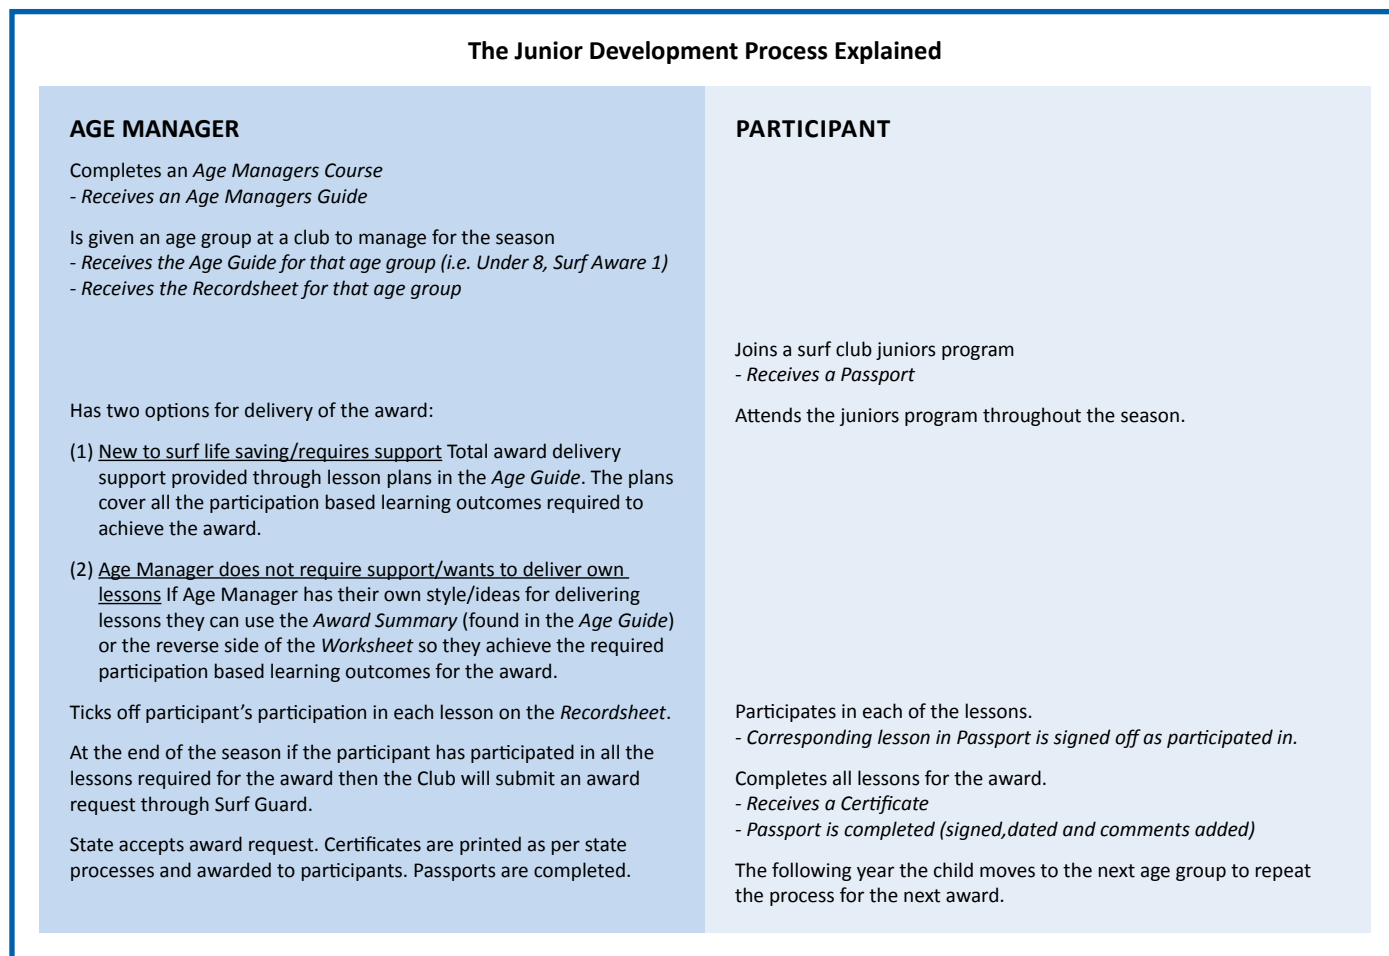 The Junior Development Process Explained
AGE MANAGER
Completes an Age Managers Course
- Receives an Age Managers Guide
Is given an age group at a club to manage for the season
- Receives the Age Guide for that age group (i.e. Under 8, Surf Aware 1)
- Receives the Recordsheet for that age group
Has two options for delivery of the award:
(1) New to surf life saving/requires support Total award delivery
support provided through lesson plans in the Age Guide. The plans
cover all the participation based learning outcomes required to
achieve the award.
(2) Age Manager does not require support/wants to deliver own
lessons If Age Manager has their own style/ideas for delivering
lessons they can use the Award Summary (found in the Age Guide)
or the reverse side of the Worksheet so they achieve the required
participation based learning outcomes for the award.
Ticks off participant’s participation in each lesson on the Recordsheet.
At the end of the season if the participant has participated in all the
lessons required for the award then the Club will submit an award
request through Surf Guard.
State accepts award request. Certificates are printed as per state
processes and awarded to participants. Passports are completed.
PARTICIPANT
Joins a surf club juniors program
- Receives a Passport
Attends the juniors program throughout the season.
Participates in each of the lessons.
- Corresponding lesson in Passport is signed off as participated in.
Completes all lessons for the award.
- Receives a Certificate
- Passport is completed (signed,dated and comments added)
The following year the child moves to the next age group to repeat
the process for the next award.